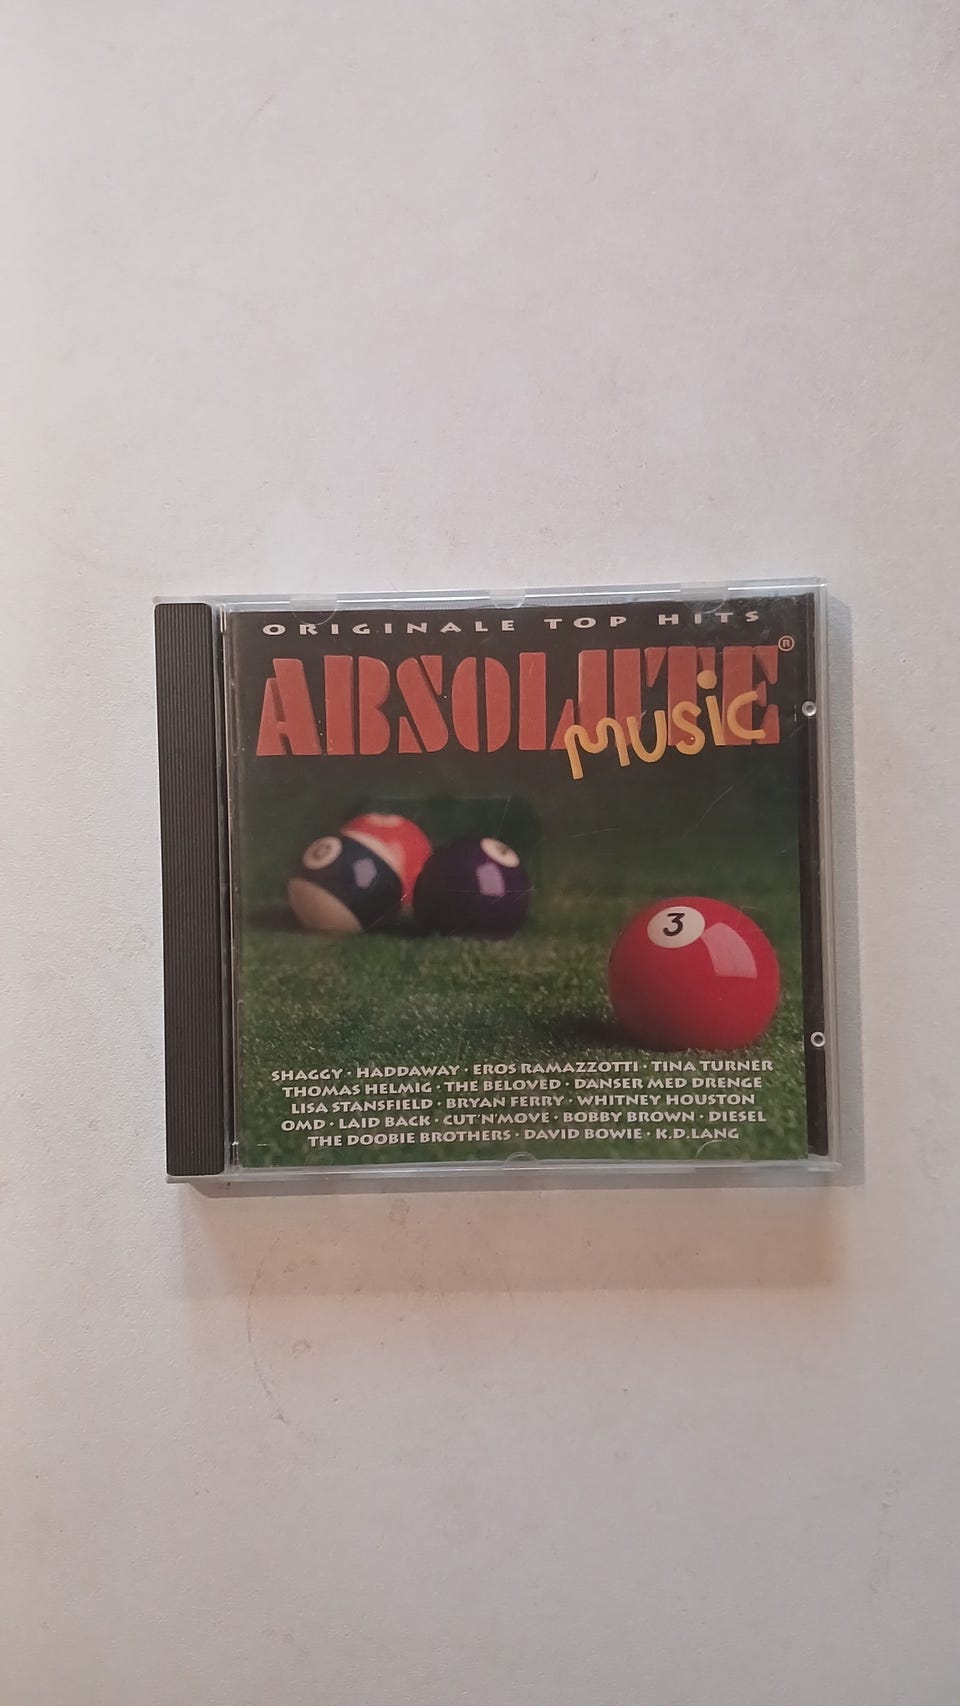 ORIGINALE TOP HITS
ABSOLUTE®
music
3
SHAGGY · HADDAWAY · EROS RAMAZZOTTI · TINA TURNER
THOMAS HELMIG · THE BELOVED · DANSER MED DRENGE
LISA STANSFIELD · BRYAN FERRY · WHITNEY HOUSTON
OMD · LAID BACK · CUT'N'MOVE · BOBBY BROWN · DIESEL
THE DOOBIE BROTHERS · DAVID BOWIE · K.D.LANG